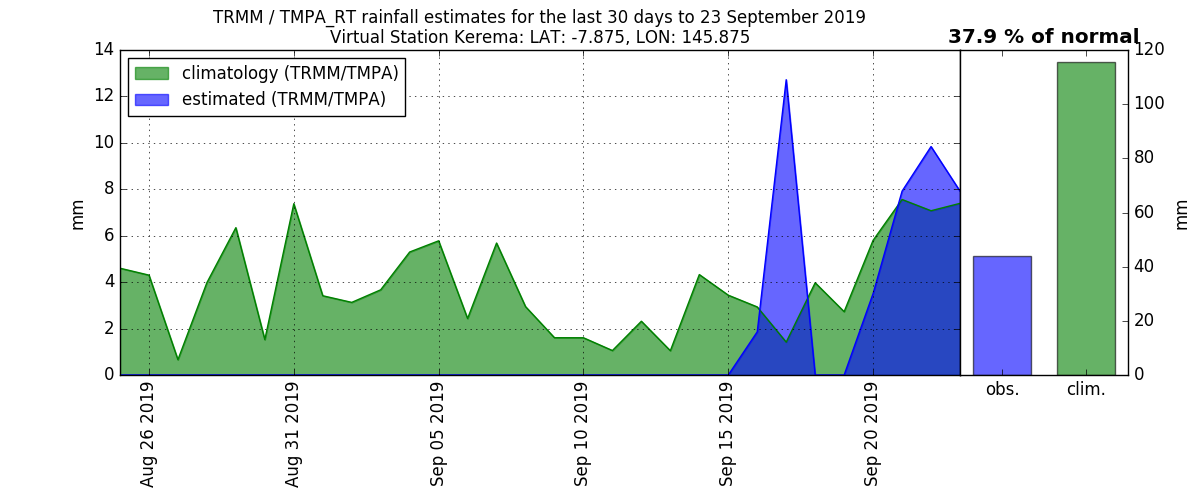 TRMM / TMPA_RT rainfall estimates for the last 30 days to 23 September 2019
Virtual Station Kerema: LAT: -7.875, LON: 145.875
37.9 % of normal
climatology (TRMM/TMPA)
estimated (TRMM/TMPA)
14
12
10
8
6
4
2
0
mm
120
100
80
60
40
20
0
mm
Aug 26 2019
Aug 31 2019
Sep 05 2019
Sep 10 2019
Sep 15 2019
Sep 20 2019
obs.
clim.